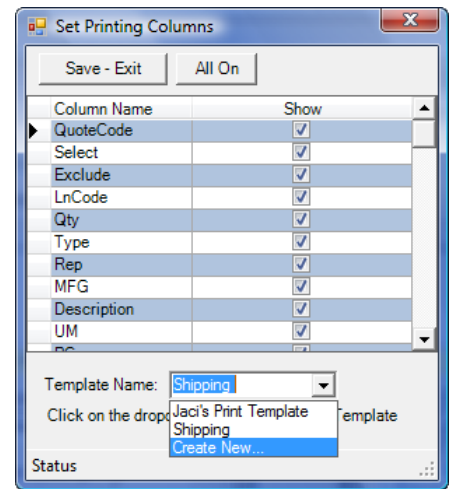 Set Printing Columns
Save - Exit All On
Column Name Show
QuoteCode
Select
Exclude
LnCode
Qty
Type
Rep
MFG
Description
UM
Template Name: Shipping
Jaci's Print Template
Click on the Template
Shipping
Create New...
Status